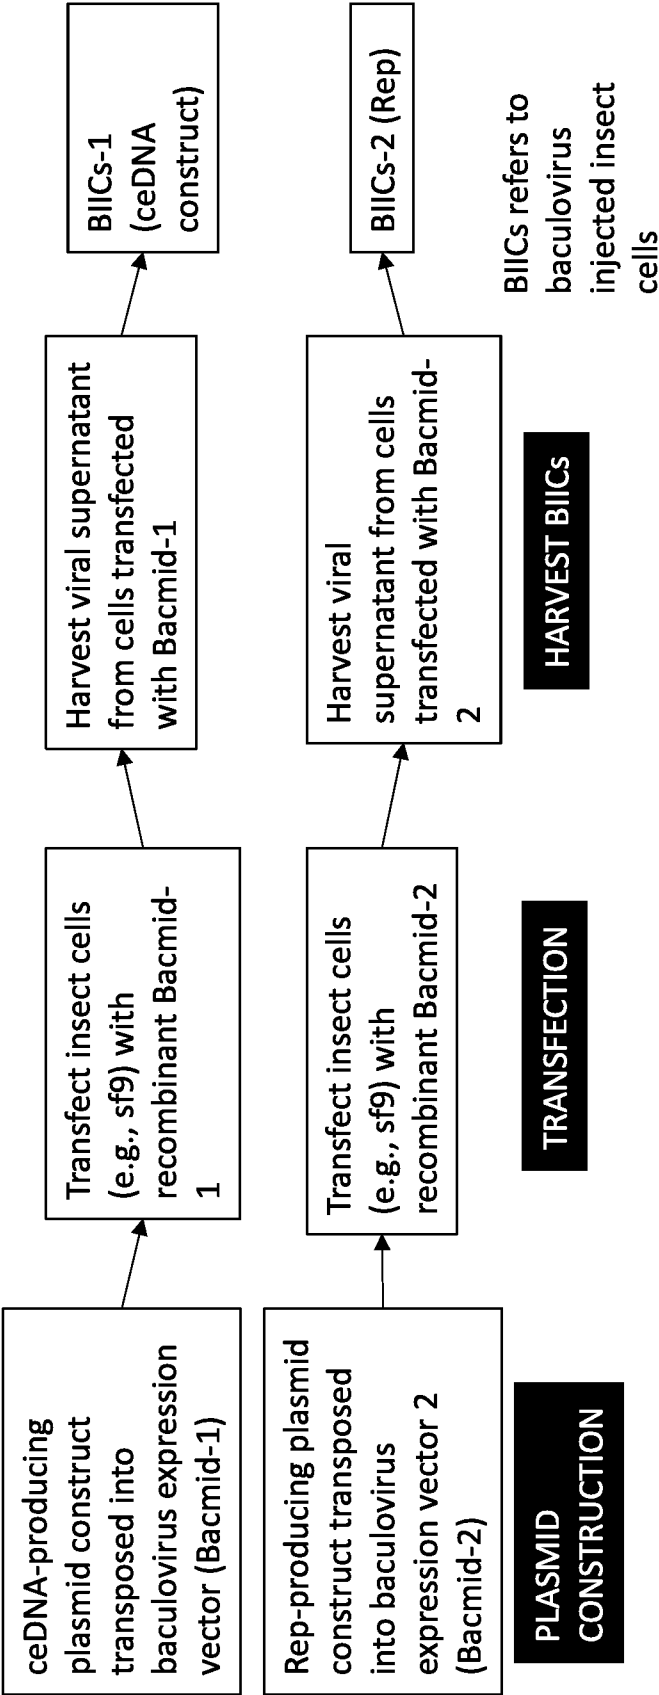 ceDNA-producing
plasmid construct
transposed into
baculovirus expression
vector (Bacmid-1)
Transfect insect cells
(e.g., sf9) with
recombinant Bacmid-
1
Harvest viral supernatant
from cells transfected
with Bacmid-1
BIICs-1
(ceDNA
construct)
Rep-producing plasmid
construct transposed
into baculovirus
expression vector 2
(Bacmid-2)
Transfect insect cells
(e.g., sf9) with
recombinant Bacmid-2
Harvest viral
supernatant from cells
transfected with Bacmid-
2
BIICs-2 (Rep)
PLASMID
CONSTRUCTION
TRANSFECTION
HARVEST BIICs
BIICs refers to
baculovirus
injected insect
cells